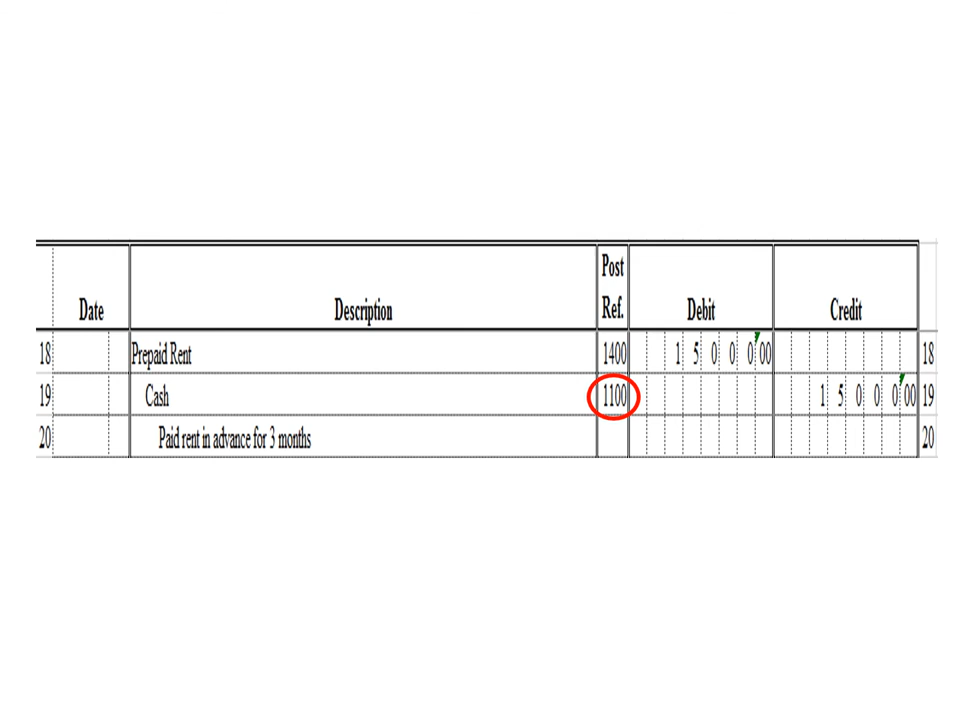 Date Description Post Ref. Debit Credit
18 Prepaid Rent 1400 1 5 0 0 0 00 18
19 Cash 1100 1 5 0 0 0 00 19
20 Paid rent in advance for 3 months 20